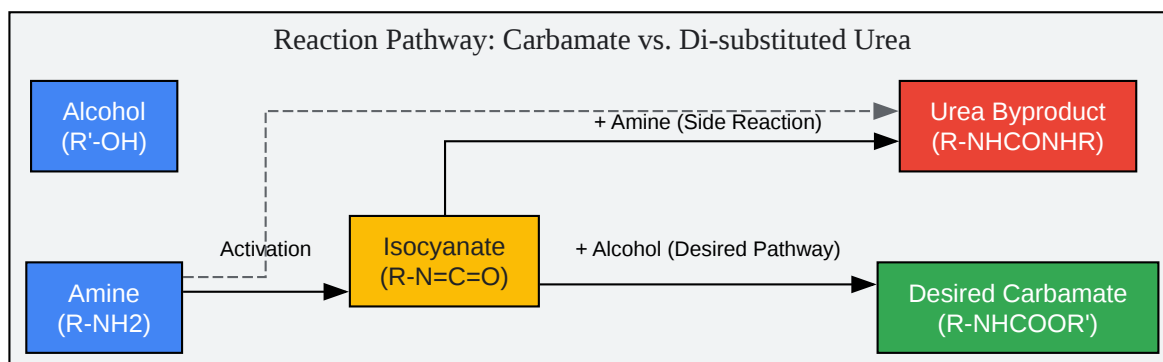 Reaction Pathway: Carbamate vs. Di-substituted Urea
Alcohol
(R'-OH)
Urea Byproduct
(R-NHCONHR)
+ Amine (Side Reaction)
Activation
Isocyanate
(R-N=C=O)
+ Alcohol (Desired Pathway)
Amine
(R-NH2)
Desired Carbamate
(R-NHCOOR')